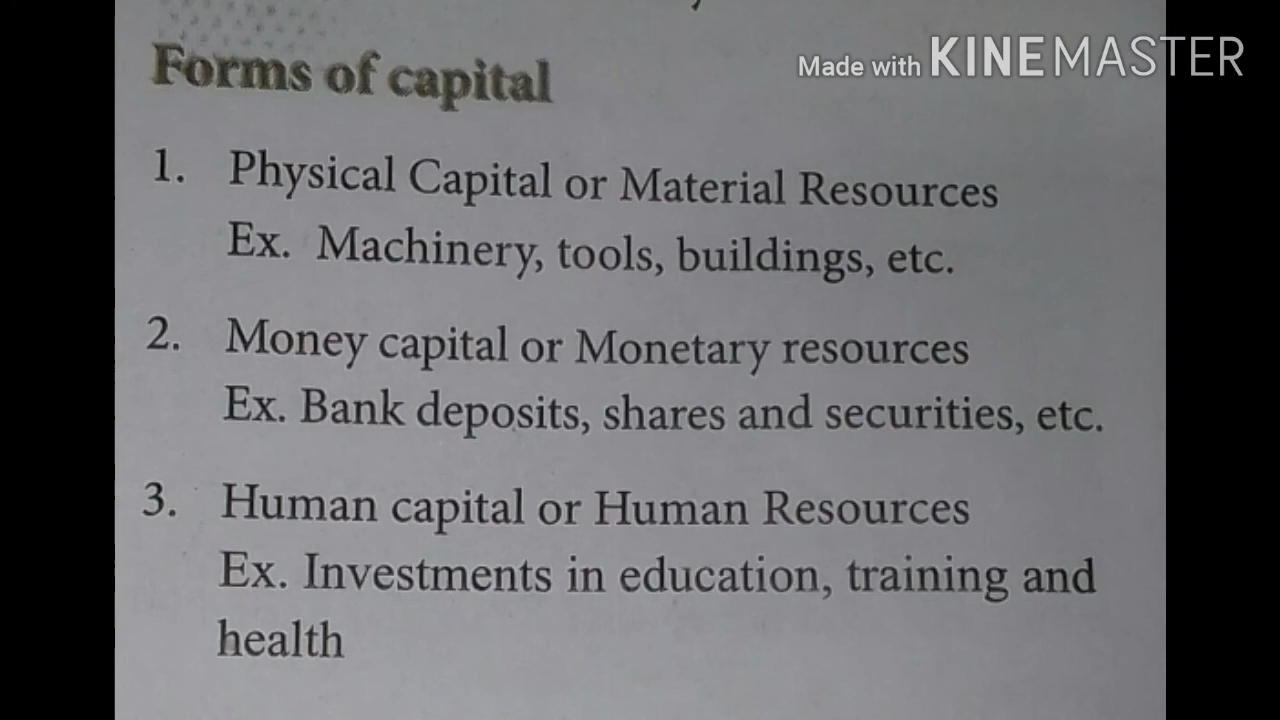 Made with KINEMASTER
Forms of capital
1. Physical Capital or Material Resources
Ex. Machinery, tools, buildings, etc.
2. Money capital or Monetary resources
Ex. Bank deposits, shares and securities, etc.
3. Human capital or Human Resources
Ex. Investments in education, training and
health